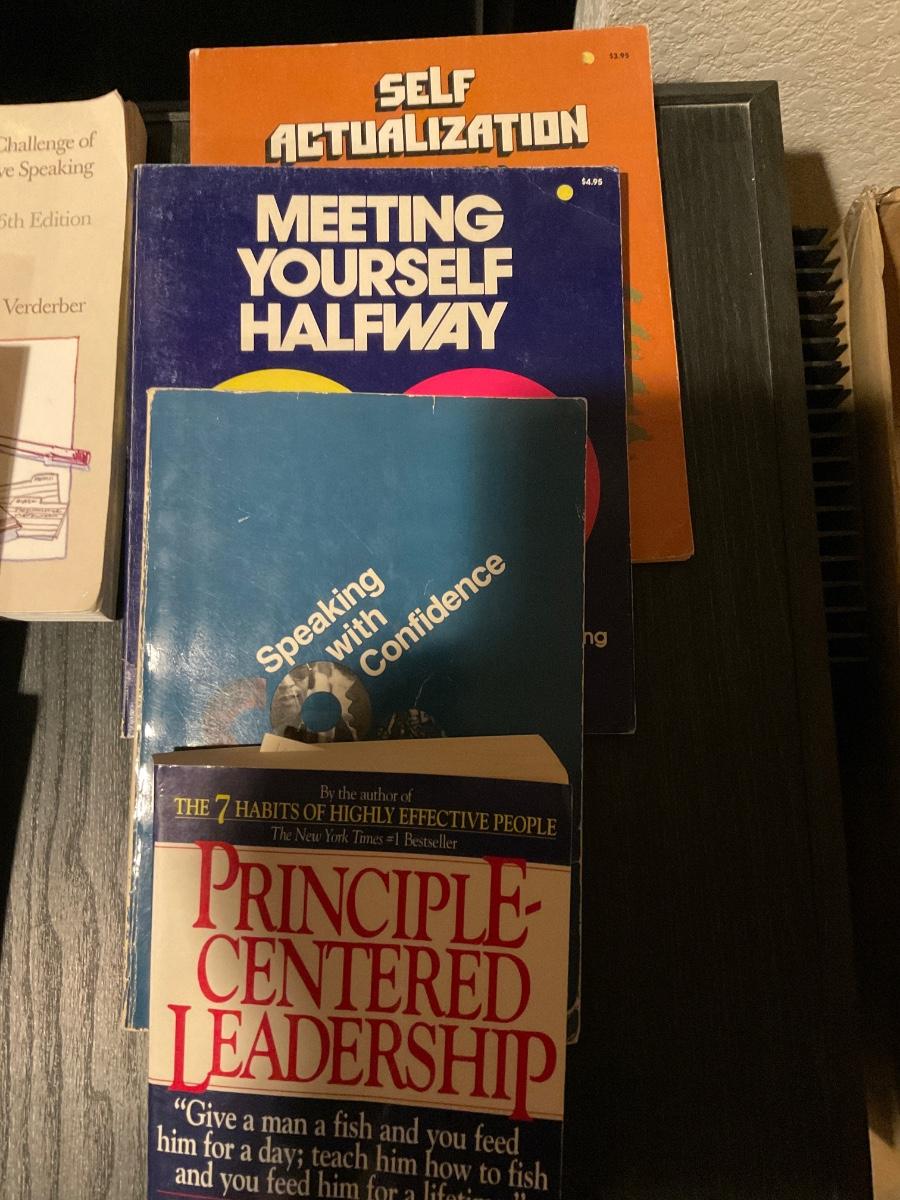 Challenge of
Speaking
6th Edition
Verderber
$3.95
SELF
ACTUALIZATION
$4.95
MEETING
YOURSELF
HALFWAY
Speaking
with
Confidence
By the author of
THE 7 HABITS OF HIGHLY EFFECTIVE PEOPLE
The New York Times #1 Bestseller
PRINCIPLE-
CENTERED
LEADERSHIP
"Give a man a fish and you feed
him for a day; teach him how to fish
and you feed him for a